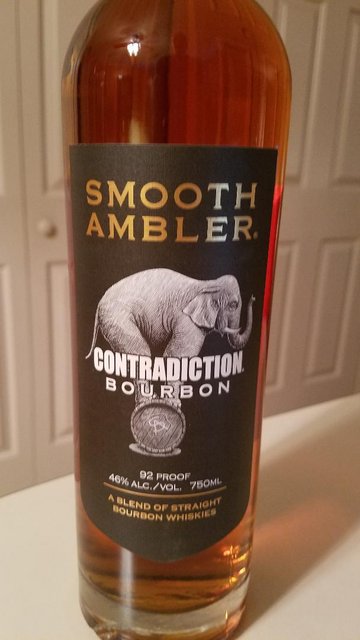 SMOOTH
AMBLER.
CONTRADICTION
BOURBON
92 PROOF
46% ALC./VOL. 750ML
A BLEND OF STRAIGHT
BOURBON WHISKIES